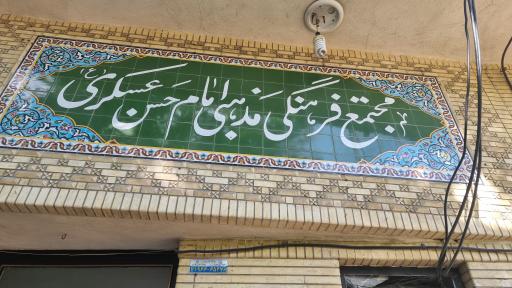 مجتمع فرهنگی مذهبی امام حسن عسکری (ع)